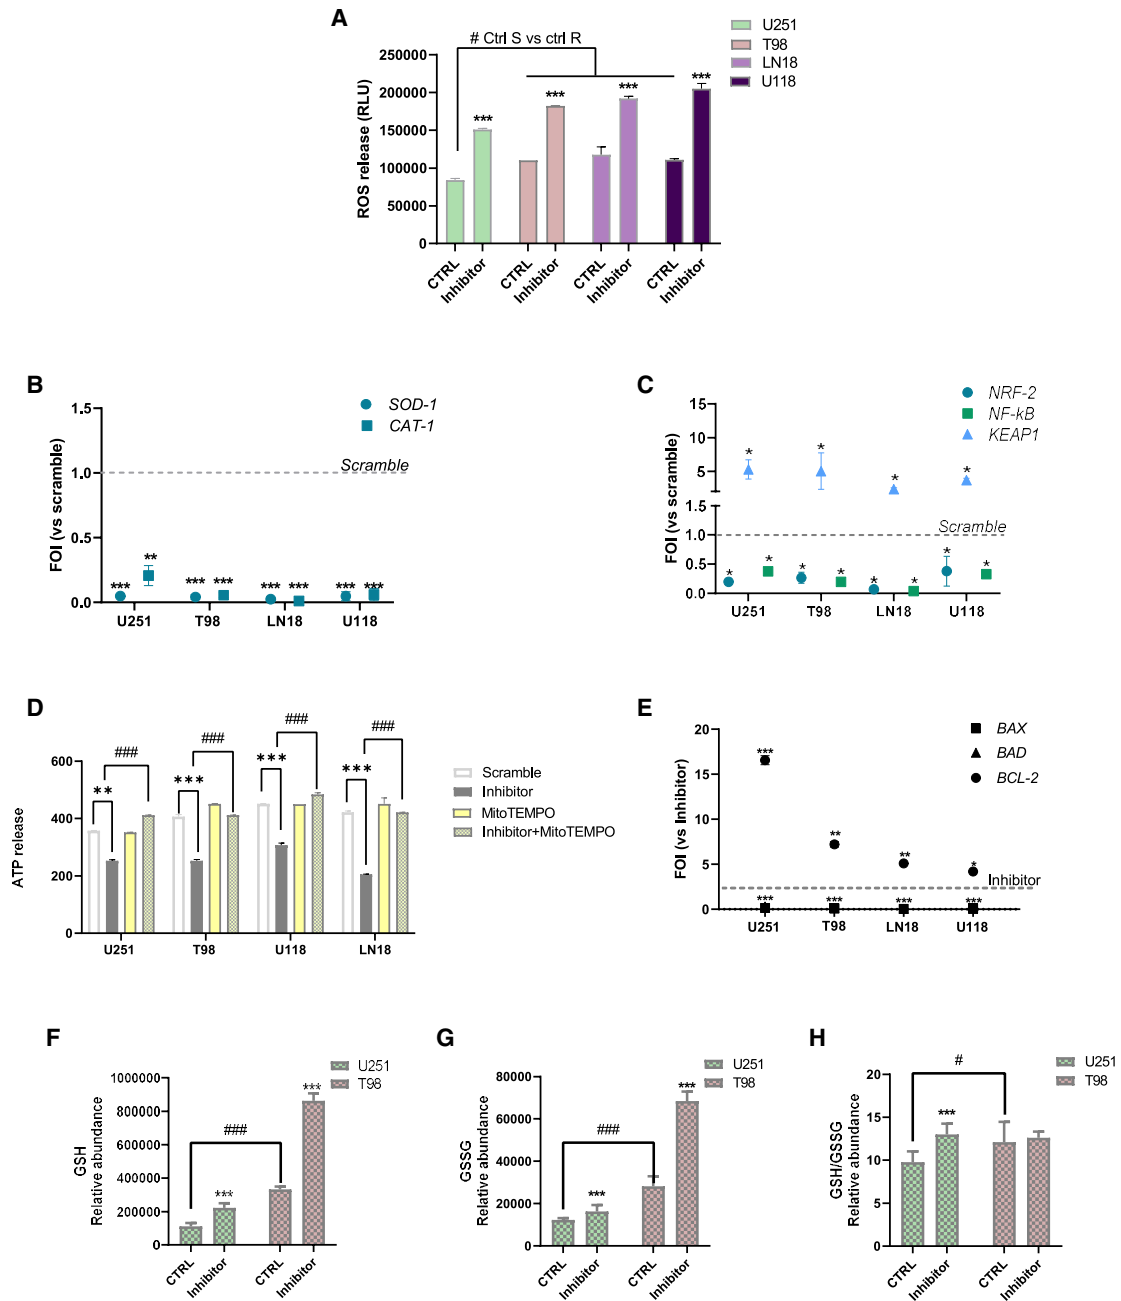 A
# Ctrl S vs ctrl R
U251
T98
LN18
U118
ROS release (RLU)
250000
200000
150000
100000
50000
0
*** *** *** ***
CTRL Inhibitor CTRL Inhibitor CTRL Inhibitor CTRL Inhibitor
B
SOD-1
CAT-1
FOI (vs scramble)
1.5
1.0
0.5
0.0
Scramble
*** ** *** *** *** *** *** ***
U251 T98 LN18 U118
C
NRF-2
NF-kB
KEAP1
FOI (vs scramble)
15
10
5
1.5
1.0
0.5
0.0
Scramble
* * * *
* * * * * * * *
U251 T98 LN18 U118
D
ATP release
600
400
200
0
### ### ### ###
** *** *** ***
Scramble
Inhibitor
MitoTEMPO
Inhibitor+MitoTEMPO
U251 T98 U118 LN18
E
BAX
BAD
BCL-2
FOI (vs Inhibitor)
20
15
10
5
0
*** ** ** *
Inhibitor
*** *** *** ***
U251 T98 LN18 U118
F
U251
T98
GSH
Relative abundance
1000000
800000
600000
400000
200000
0
###
*** ***
CTRL Inhibitor CTRL Inhibitor
G
U251
T98
GSSG
Relative abundance
80000
60000
40000
20000
0
###
*** ***
CTRL Inhibitor CTRL Inhibitor
H
U251
T98
GSH/GSSG
Relative abundance
20
15
10
5
0
#
***
CTRL Inhibitor CTRL Inhibitor